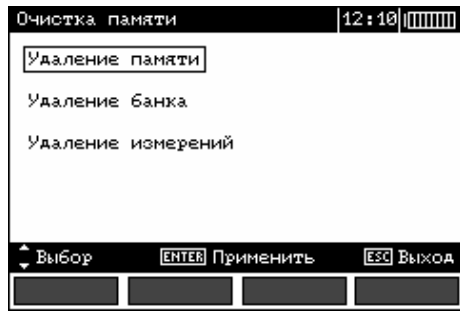 Очистка памяти 12:10
Удаление памяти
Удаление банка
Удаление измерений
Выбор ENTER Применить ESC Выход